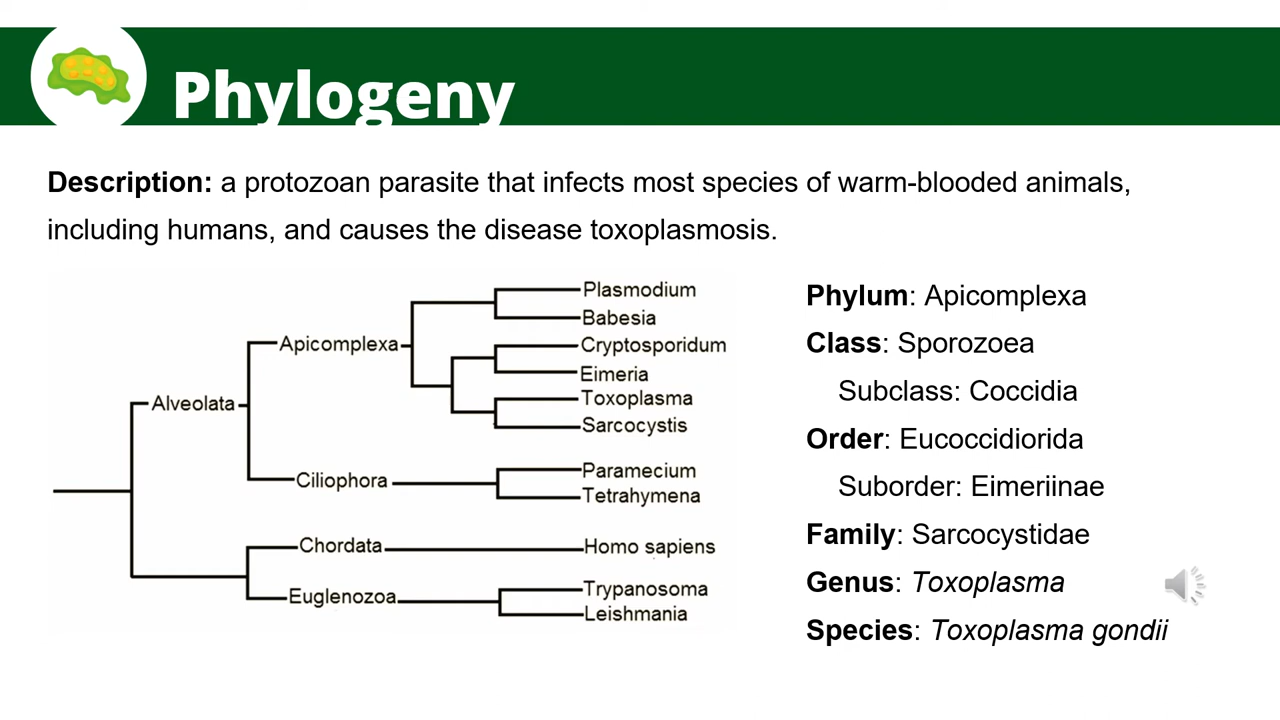 Phylogeny
Description: a protozoan parasite that infects most species of warm-blooded animals,
including humans, and causes the disease toxoplasmosis.
Plasmodium
Babesia
Apicomplexa
Cryptosporidum
Eimeria
Alveolata
Toxoplasma
Sarcocystis
Ciliophora
Paramecium
Tetrahymena
Chordata
Homo sapiens
Euglenozoa
Trypanosoma
Leishmania
Phylum: Apicomplexa
Class: Sporozoea
Subclass: Coccidia
Order: Eucoccidiorida
Suborder: Eimeriinae
Family: Sarcocystidae
Genus: Toxoplasma
Species: Toxoplasma gondii